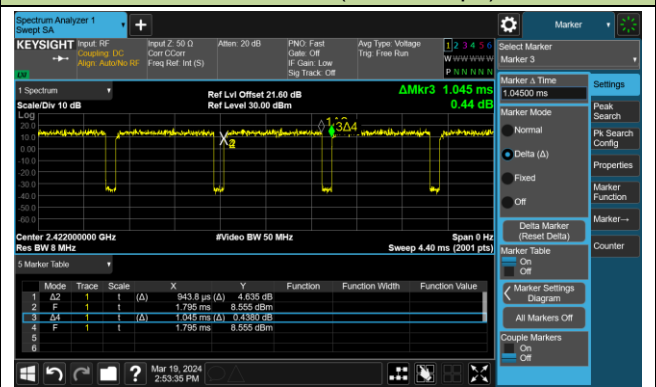 Spectrum Analyzer 1
Swept SA
+
Marker
KEYSIGHT
Input: RF
Coupling: DC
Align: Auto/No RF
Input Z: 50 Ω
Corr CCorr
Freq Ref: Int (S)
Atten: 20 dB
PNO: Fast
Gate: Off
IF Gain: Low
Sig Track: Off
Avg Type: Voltage
Trig: Free Run
1 2 3 4 5 6
W W W W W W
P N N N N N
Select Marker
Marker 3
1 Spectrum
Scale/Div 10 dB
Ref Lvl Offset 21.60 dB
Ref Level 30.00 dBm
ΔMkr3 1.045 ms
0.44 dB
Log
20.0
10.0
0.00
-10.0
-20.0
-30.0
-40.0
-50.0
-60.0
2
3Δ4
Center 2.422000000 GHz
Res BW 8 MHz
#Video BW 50 MHz
Span 0 Hz
Sweep 4.40 ms (2001 pts)
5 Marker Table
Mode Trace Scale X Y Function Function Width Function Value
1 Δ2 1 t (Δ) 943.8 µs (Δ) 4.635 dB
2 F 1 t 1.795 ms 8.555 dBm
3 Δ4 1 t (Δ) 1.045 ms (Δ) 0.4380 dB
4 F 1 t 1.795 ms 8.555 dBm
5
6
Marker Δ Time
1.04500 ms
Marker Mode
Normal
Delta (Δ)
Fixed
Off
Delta Marker
(Reset Delta)
Marker Table
On
Off
Marker Settings
Diagram
All Markers Off
Couple Markers
On
Off
Settings
Peak
Search
Pk Search
Config
Properties
Marker
Function
Marker→
Counter
?
Mar 19, 2024
2:53:35 PM